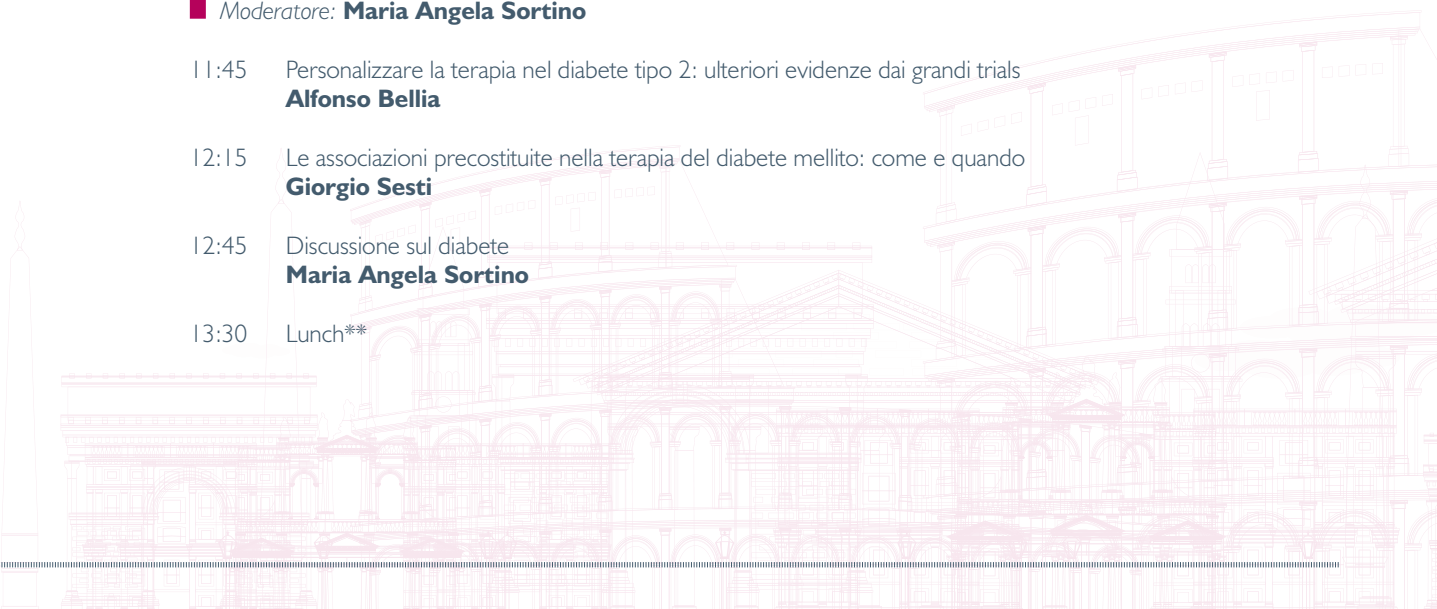 Moderatore: Maria Angela Sortino
11:45 Personalizzare la terapia nel diabete tipo 2: ulteriori evidenze dai grandi trials
Alfonso Bellia
12:15 Le associazioni precostituite nella terapia del diabete mellito: come e quando
Giorgio Sesti
12:45 Discussione sul diabete
Maria Angela Sortino
13:30 Lunch**